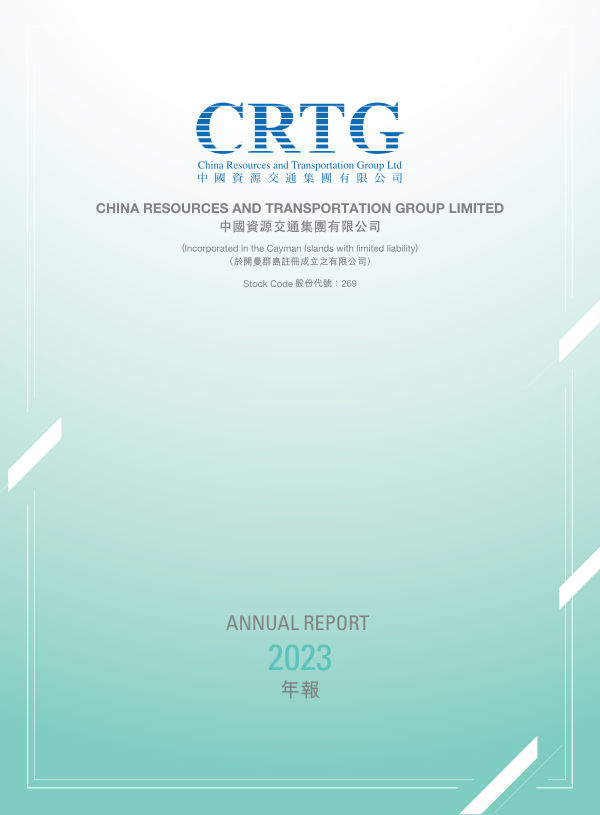 CRTG
China Resources and Transportation Group Ltd
中國資源交通集團有限公司
CHINA RESOURCES AND TRANSPORTATION GROUP LIMITED
中國資源交通集團有限公司
(Incorporated in the Cayman Islands with limited liability)
（於開曼群島註冊成立之有限公司）
Stock Code 股份代號：269
ANNUAL REPORT
2023
年報